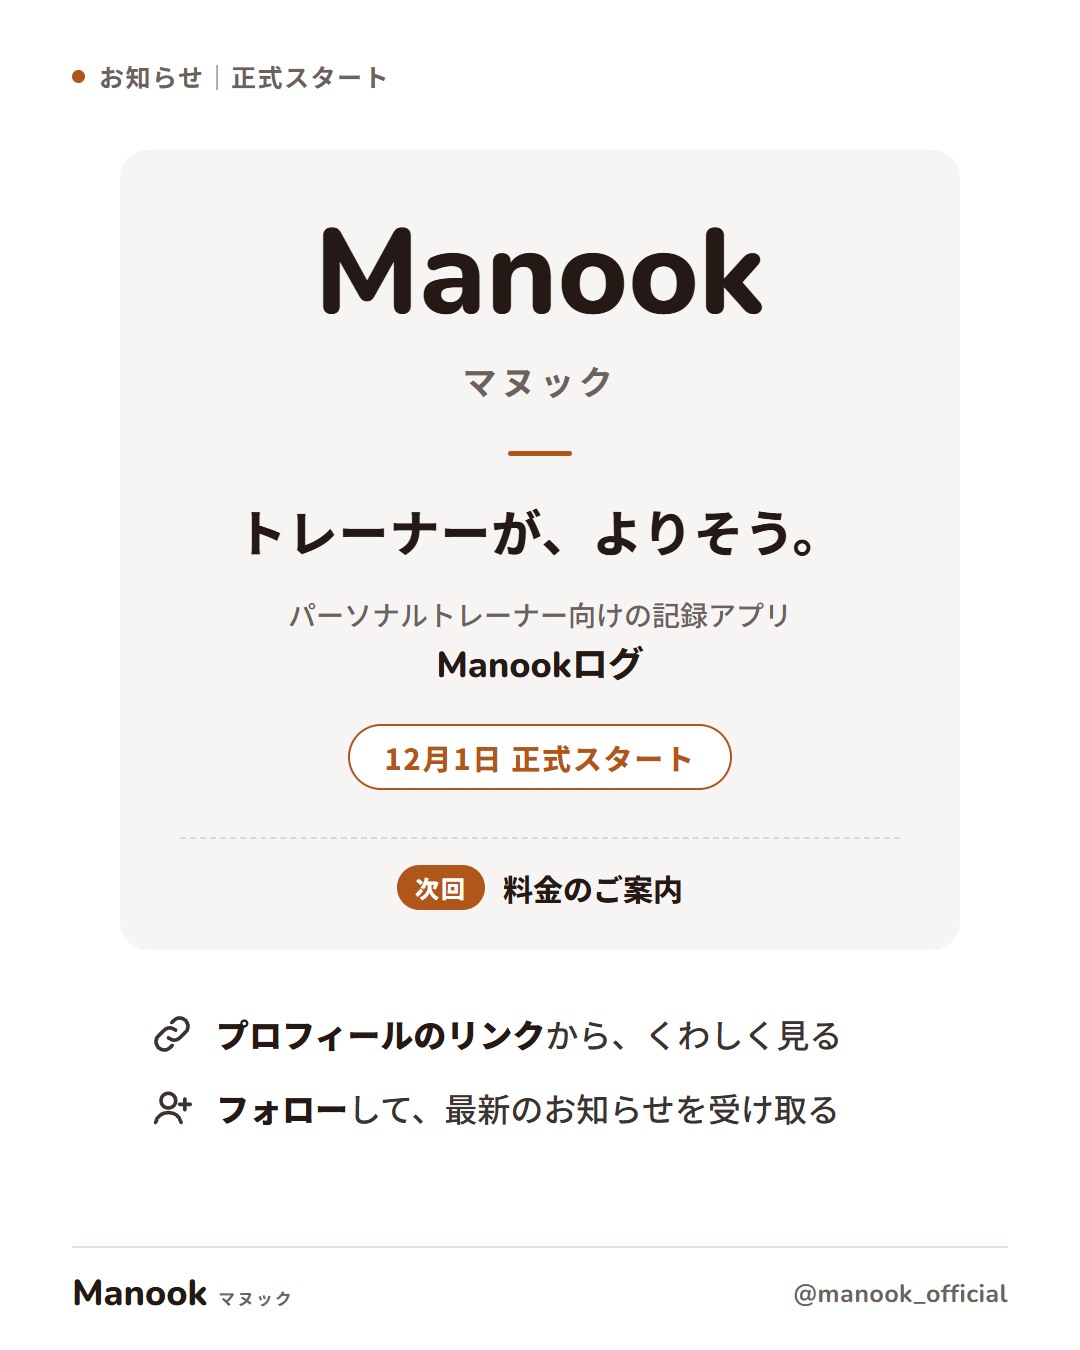 お知らせ｜正式スタート
Manook
マヌック
トレーナーが、よりそう。
パーソナルトレーナー向けの記録アプリ
Manookログ
12月1日 正式スタート
次回 料金のご案内
プロフィールのリンクから、くわしく見る
フォローして、最新のお知らせを受け取る
Manook マヌック
@manook_official